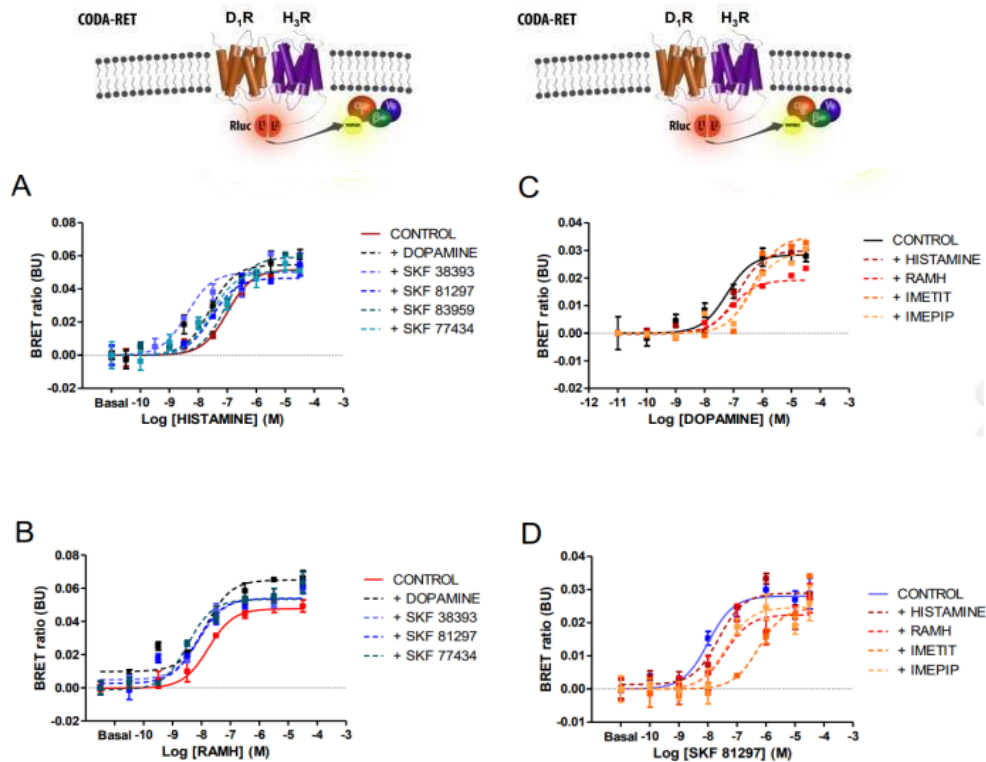 CODA-RET
D₁R H₃R
Rluc
CODA-RET
D₁R H₃R
Rluc
A
BRET ratio (BU)
0.08
0.06
0.04
0.02
0.00
-0.02
Basal -10 -9 -8 -7 -6 -5 -4 -3
Log [HISTAMINE] (M)
CONTROL
+ DOPAMINE
+ SKF 38393
+ SKF 81297
+ SKF 83959
+ SKF 77434
C
BRET ratio (BU)
0.04
0.03
0.02
0.01
0.00
-0.01
-0.02
-12 -11 -10 -9 -8 -7 -6 -5 -4 -3
Log [DOPAMINE] (M)
CONTROL
+ HISTAMINE
+ RAMH
+ IMETIT
+ IMEPIP
B
BRET ratio (BU)
0.08
0.06
0.04
0.02
0.00
-0.02
Basal -10 -9 -8 -7 -6 -5 -4 -3
Log [RAMH] (M)
CONTROL
+ DOPAMINE
+ SKF 38393
+ SKF 81297
+ SKF 77434
D
BRET ratio (BU)
0.04
0.03
0.02
0.01
0.00
-0.01
Basal -10 -9 -8 -7 -6 -5 -4 -3
Log [SKF 81297] (M)
CONTROL
+ HISTAMINE
+ RAMH
+ IMETIT
+ IMEPIP